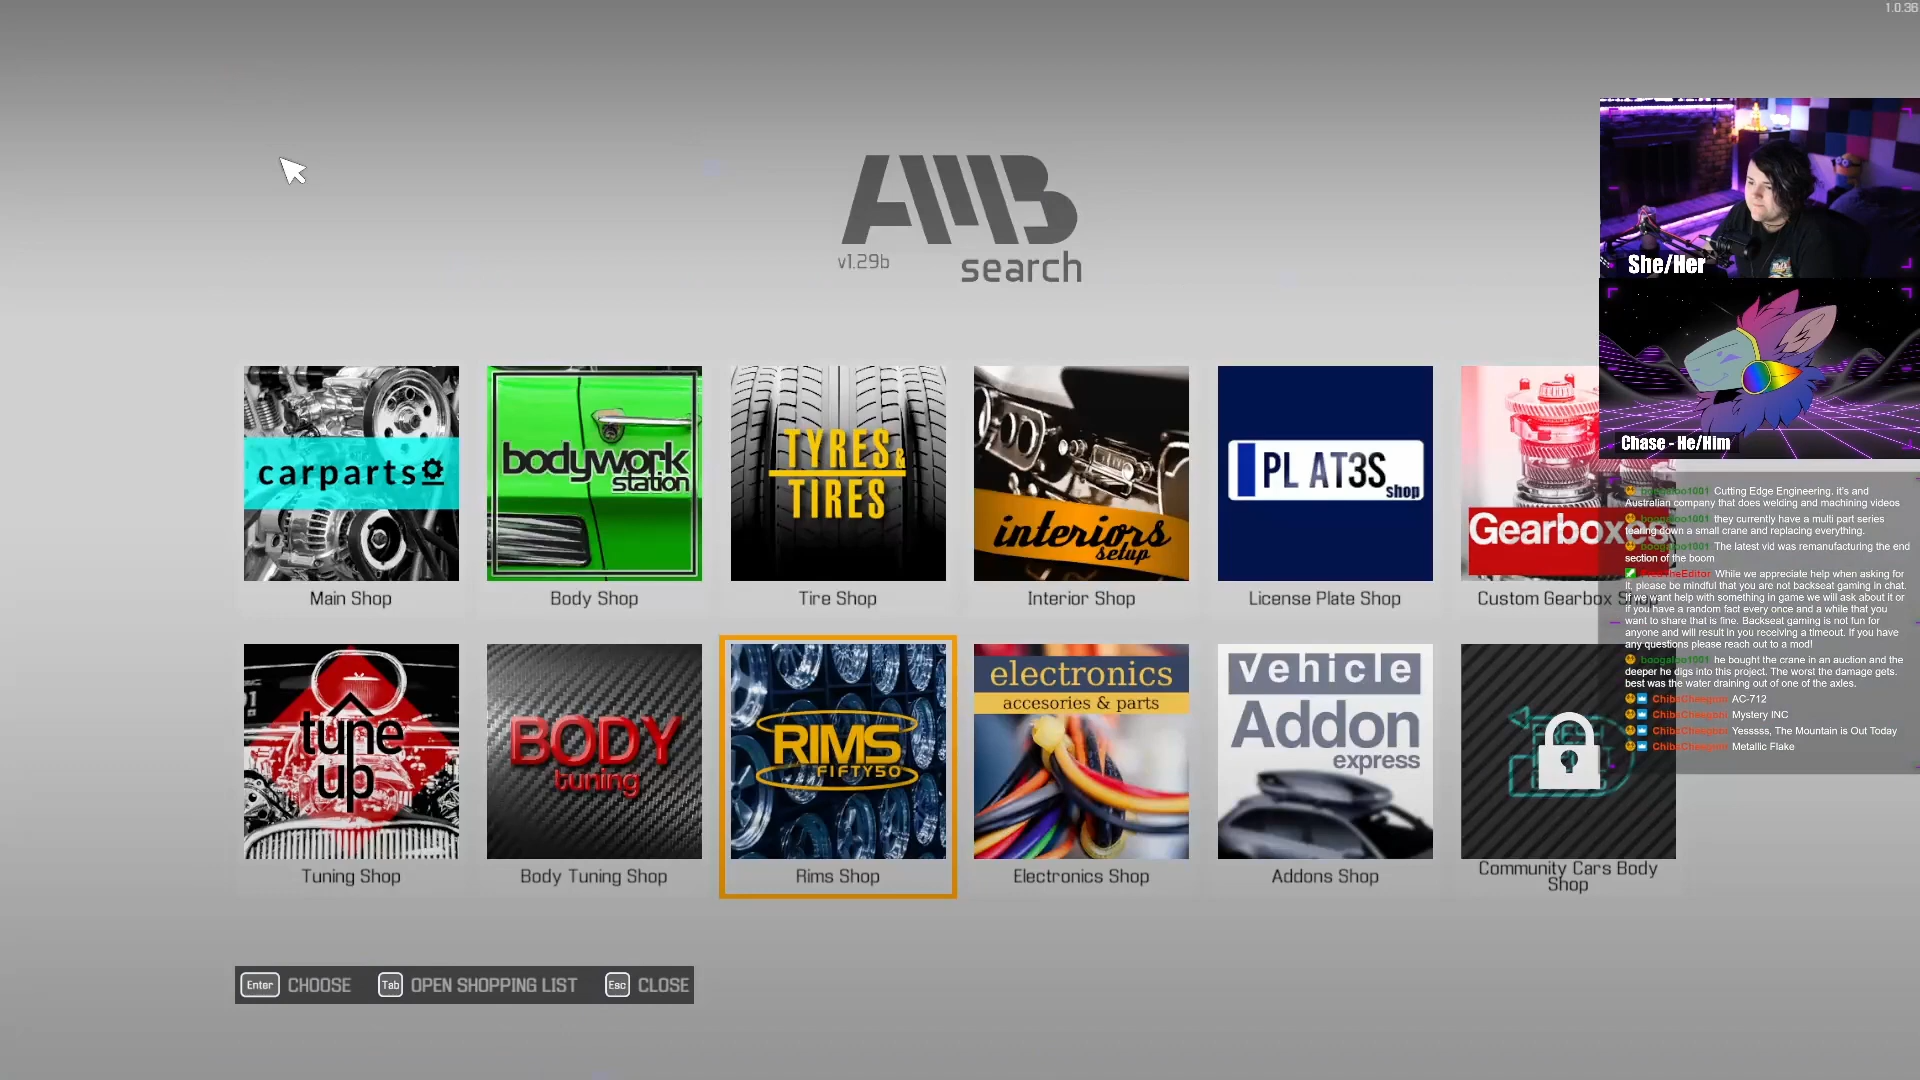 1.0.36
AMB
v1.29b
search
carparts
bodywork
station
TYRES &
TIRES
interiors
setup
PL AT3S
shop
Gearboxes
Main Shop
Body Shop
Tire Shop
Interior Shop
License Plate Shop
Custom Gearbox Shop
tune
up
BODY
tuning
RIMS
FIFTY50
electronics
accesories & parts
vehicle
Addon
express
Tuning Shop
Body Tuning Shop
Rims Shop
Electronics Shop
Addons Shop
Community Cars Body
Shop
Enter CHOOSE Tab OPEN SHOPPING LIST Esc CLOSE
She/Her
Chase - He/Him
boogaloo1001 Cutting Edge Engineering, it's and
Australian company that does welding and machining videos
boogaloo1001 they currently have a multi part series
tearing down a small crane and replacing everything.
boogaloo1001 The latest vid was remanufacturing the end
section of the boom
While we appreciate help when asking for
it, please be mindful that you are not backseat gaming in chat.
If we want help with something in game we will ask about it or
if you have a random fact every once and a while that you
want to share that is fine. Backseat gaming is not fun for
anyone and will result in you receiving a timeout. If you have
any questions please reach out to a mod!
boogaloo1001 he bought the crane in an auction and the
deeper he digs into this project. The worst the damage gets.
best was the water draining out of one of the axles.
AC-712
Mystery INC
Yesssss, The Mountain is Out Today
Metallic Flake